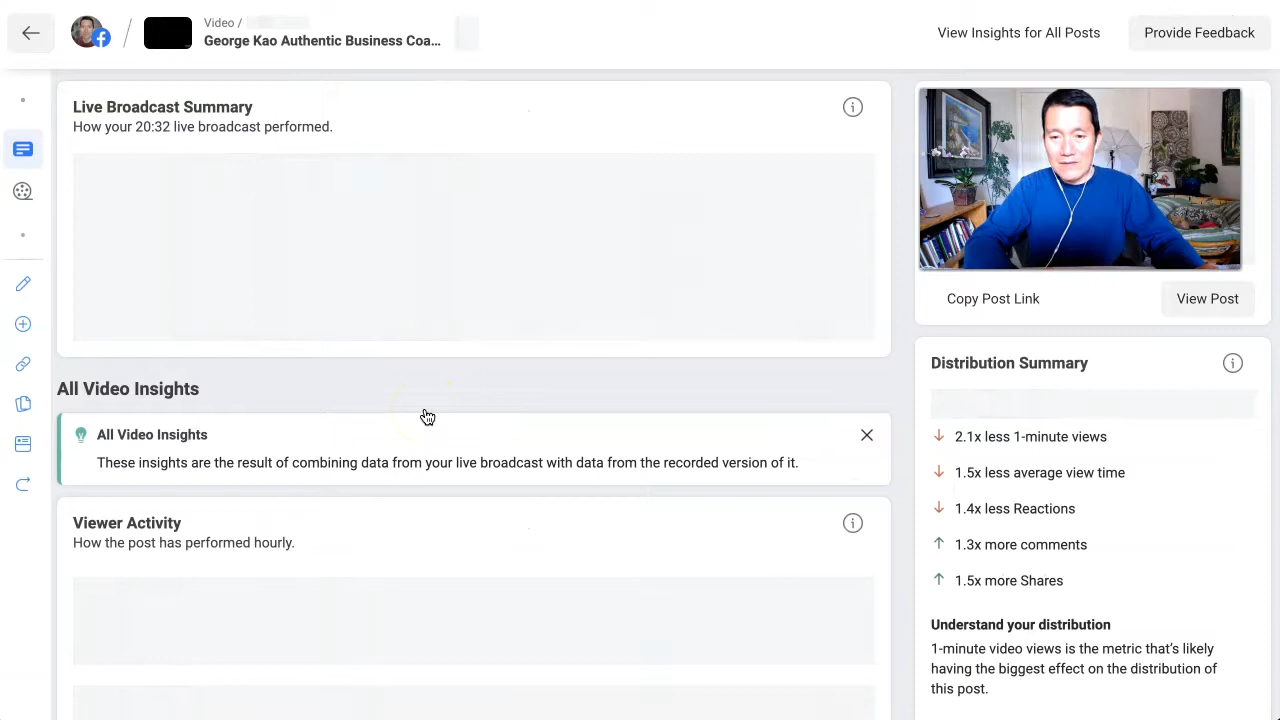 Video /
George Kao Authentic Business Coa...
View Insights for All Posts
Provide Feedback
Live Broadcast Summary
How your 20:32 live broadcast performed.
All Video Insights
All Video Insights
These insights are the result of combining data from your live broadcast with data from the recorded version of it.
Viewer Activity
How the post has performed hourly.
Copy Post Link
View Post
Distribution Summary
2.1x less 1-minute views
1.5x less average view time
1.4x less Reactions
1.3x more comments
1.5x more Shares
Understand your distribution
1-minute video views is the metric that's likely
having the biggest effect on the distribution of
this post.